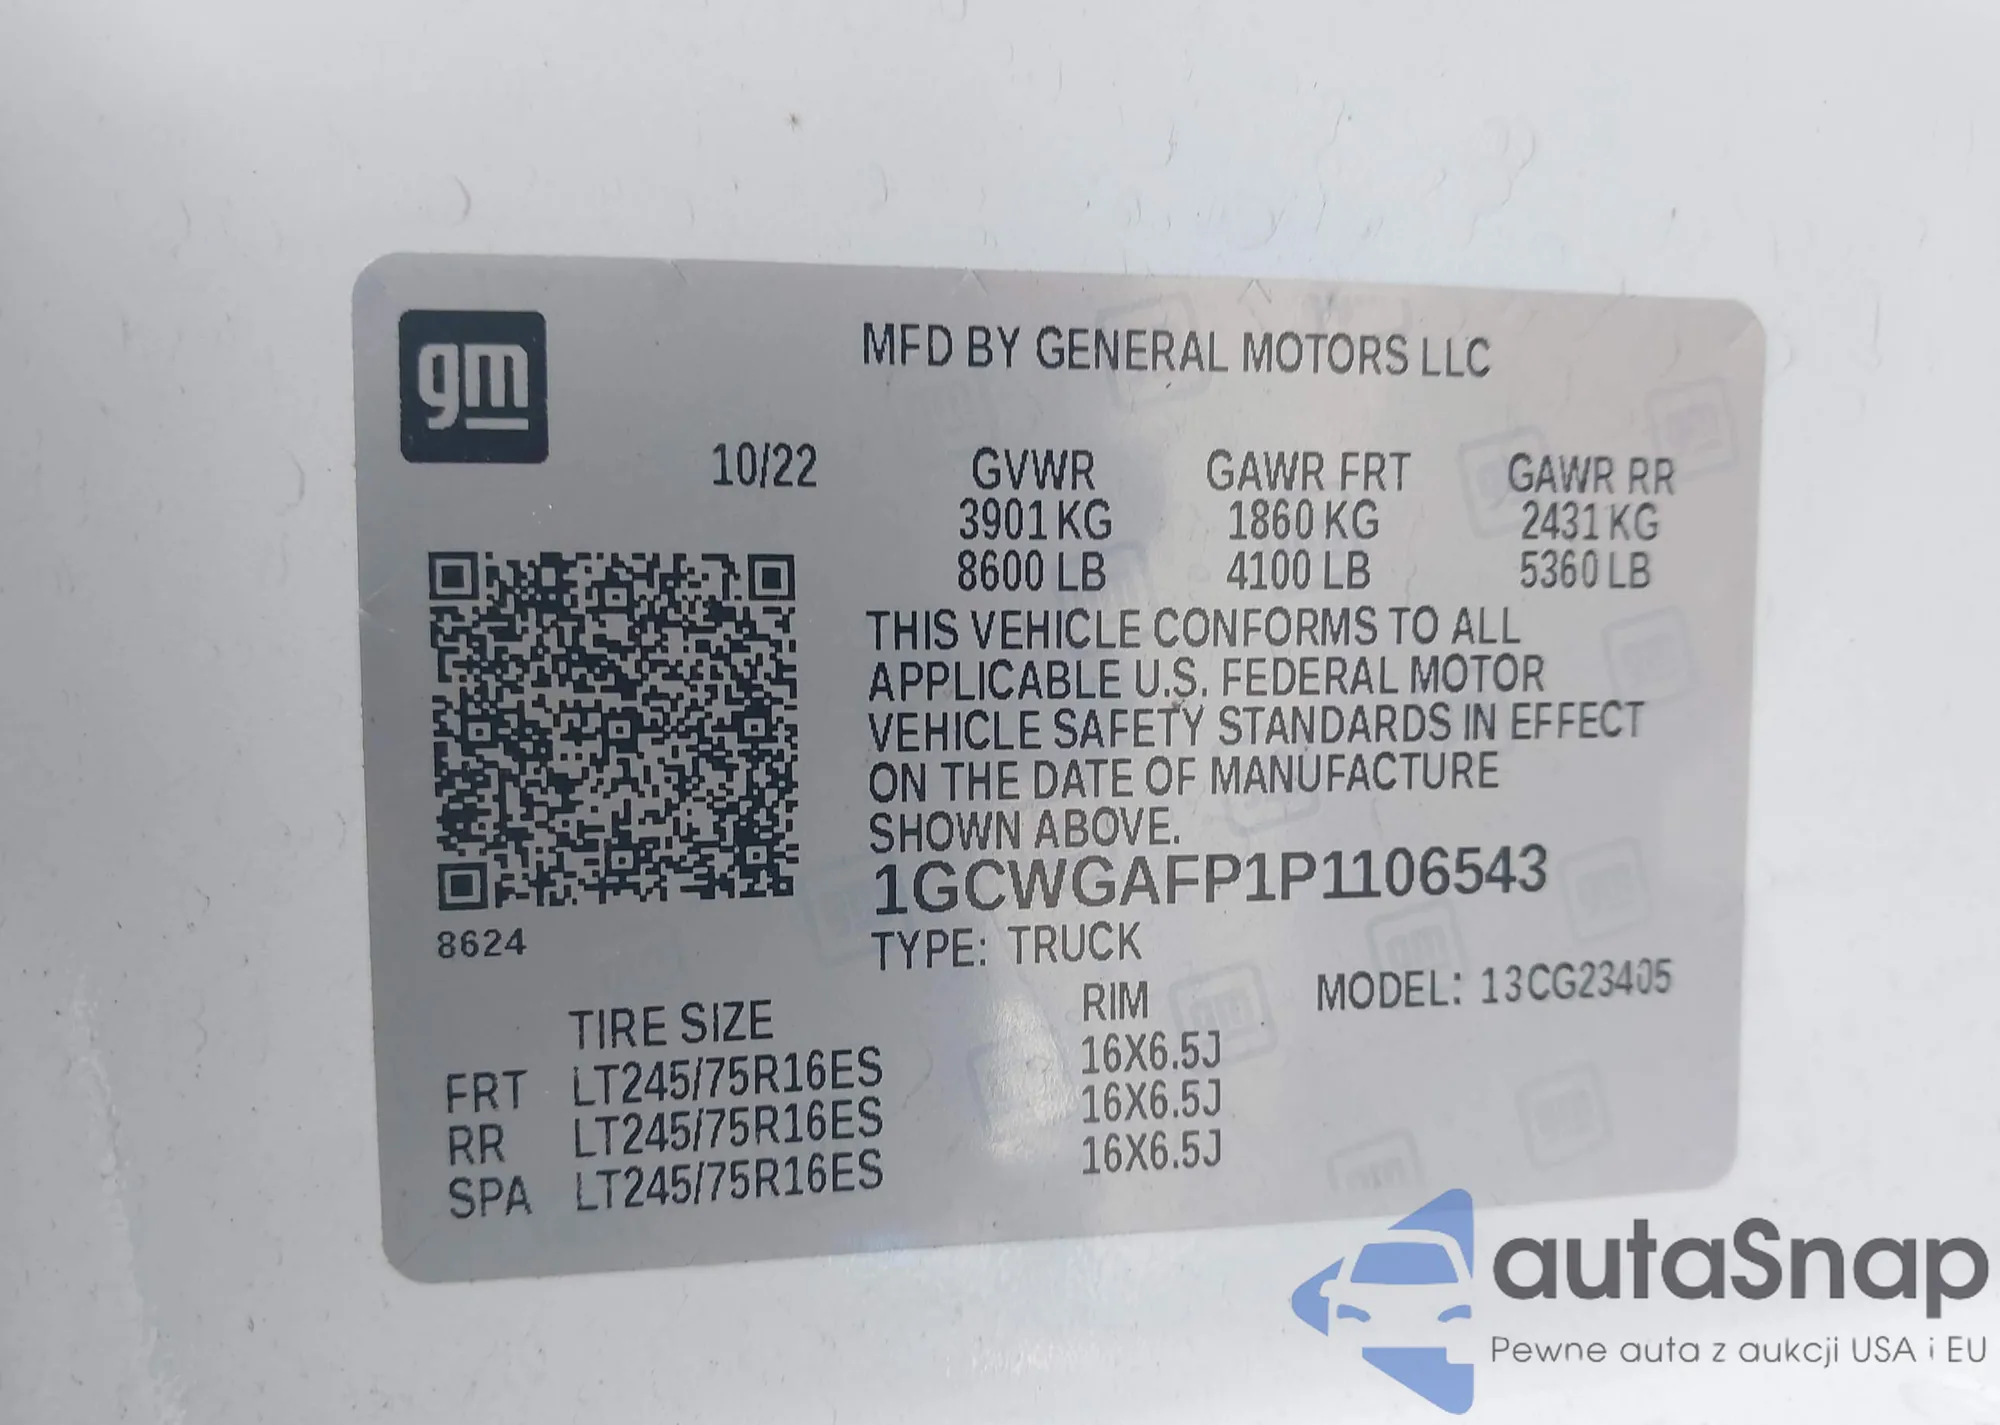 gm
MFD BY GENERAL MOTORS LLC
10/22
GVWR GAWR FRT GAWR RR
3901 KG 1860 KG 2431 KG
8600 LB 4100 LB 5360 LB
THIS VEHICLE CONFORMS TO ALL
APPLICABLE U.S. FEDERAL MOTOR
VEHICLE SAFETY STANDARDS IN EFFECT
ON THE DATE OF MANUFACTURE
SHOWN ABOVE.
1GCWGAFP1P1106543
8624
TYPE: TRUCK
MODEL: 13CG23405
TIRE SIZE RIM
FRT LT245/75R16ES 16X6.5J
RR LT245/75R16ES 16X6.5J
SPA LT245/75R16ES 16X6.5J
autaSnap
Pewne auta z aukcji USA i EU